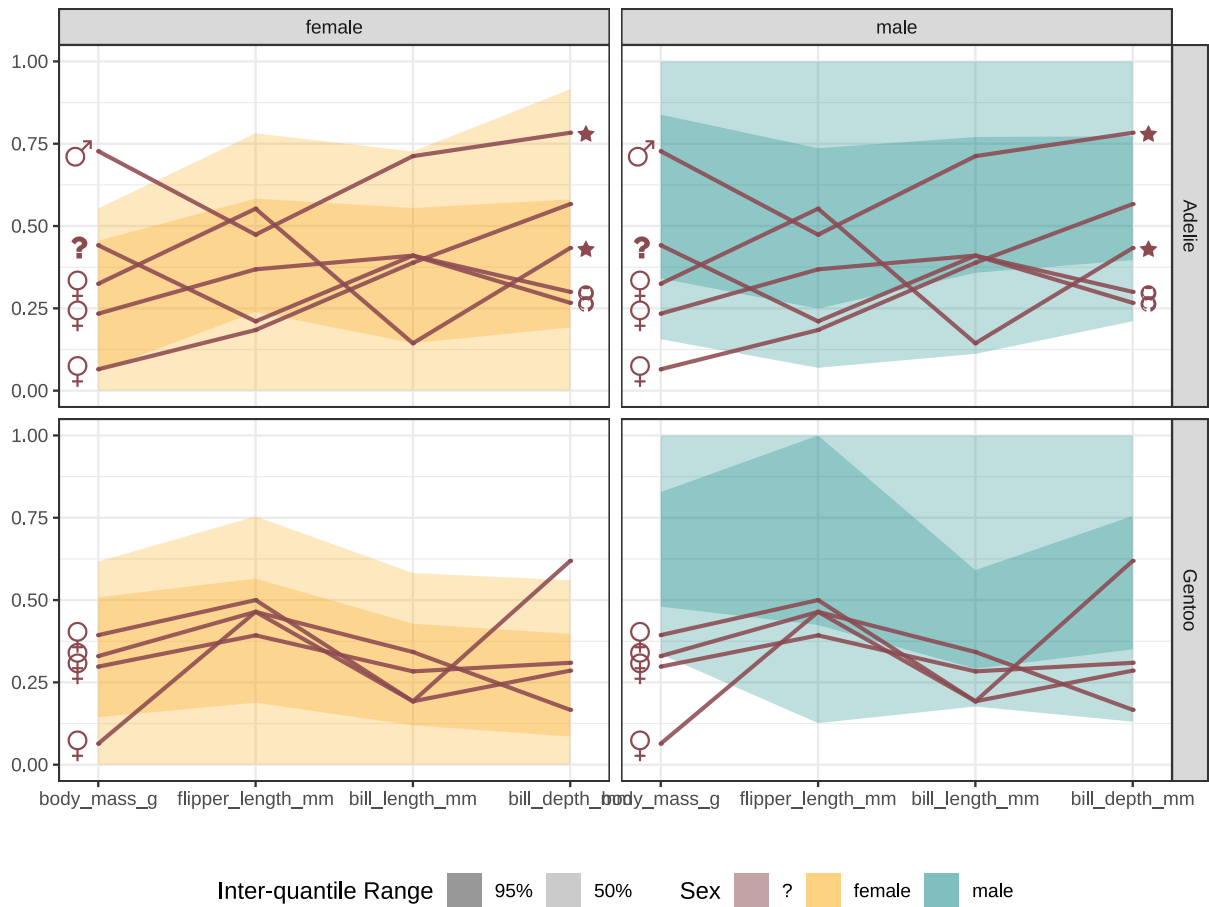 female male
1.00
0.75
0.50
0.25
0.00
Adelie
?
?
1.00
0.75
0.50
0.25
0.00
Gentoo
body_mass_g flipper_length_mm bill_length_mm bill_depth_mm body_mass_g flipper_length_mm bill_length_mm bill_depth_mm
Inter-quantile Range 95% 50% Sex ? female male